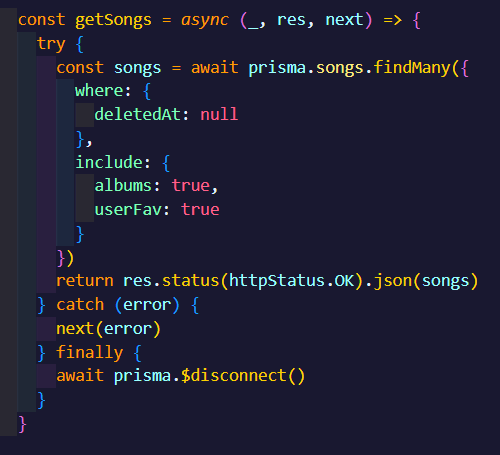 const getSongs = async (_, res, next) => {
  try {
    const songs = await prisma.songs.findMany({
      where: {
        deletedAt: null
      },
      include: {
        albums: true,
        userFav: true
      }
    })
    return res.status(httpStatus.OK).json(songs)
  } catch (error) {
    next(error)
  } finally {
    await prisma.$disconnect()
  }
}